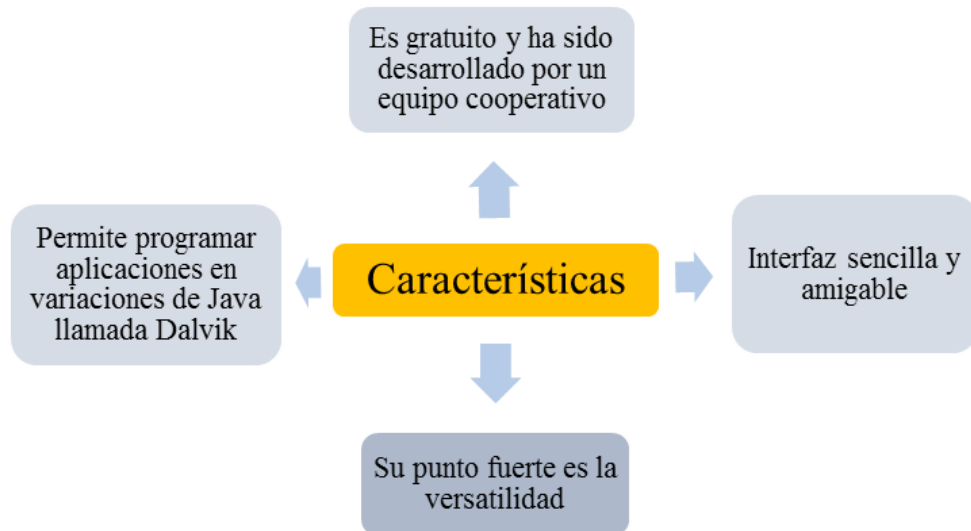 Es gratuito y ha sido
desarrollado por un
equipo cooperativo
Permite programar
aplicaciones en
variaciones de Java
llamada Dalvik
Característísticas
Interfaz sencilla y
amigable
Su punto fuerte es la
versatilidad